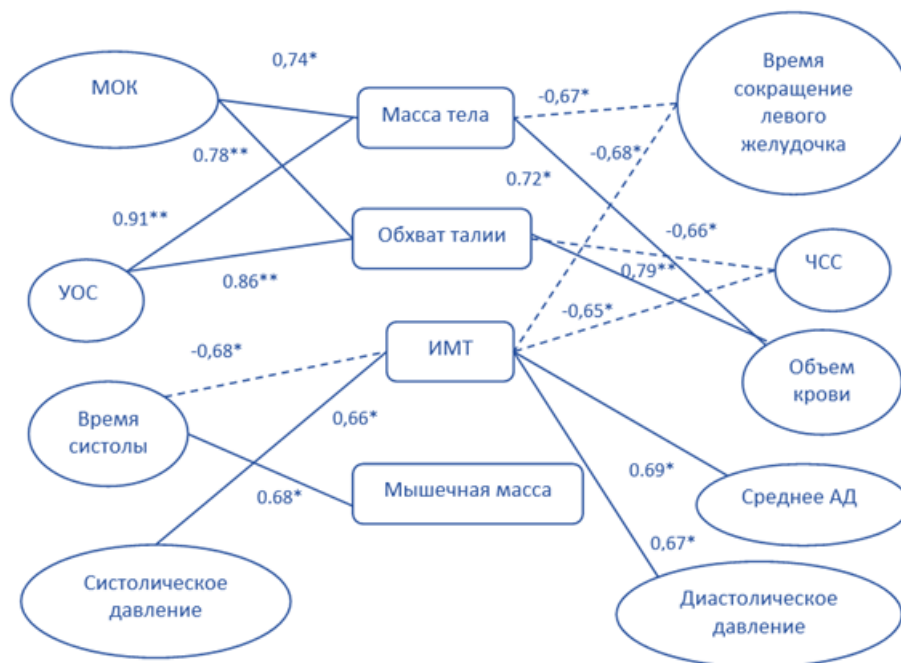 0,74*
МОК
Время
сокращение
левого
желудочка
-0,67*
Масса тела
0.78**
-0,68*
0.72*
0.91**
Обхват талии
-0,66*
ЧСС
УОС
0.86**
0,79**
-0,65*
-0,68*
ИМТ
Объем
крови
Время
систолы
0,66*
0.69*
Мышечная масса
0.68*
Среднее АД
0,67*
Систолическое
давление
Диастолическое
давление